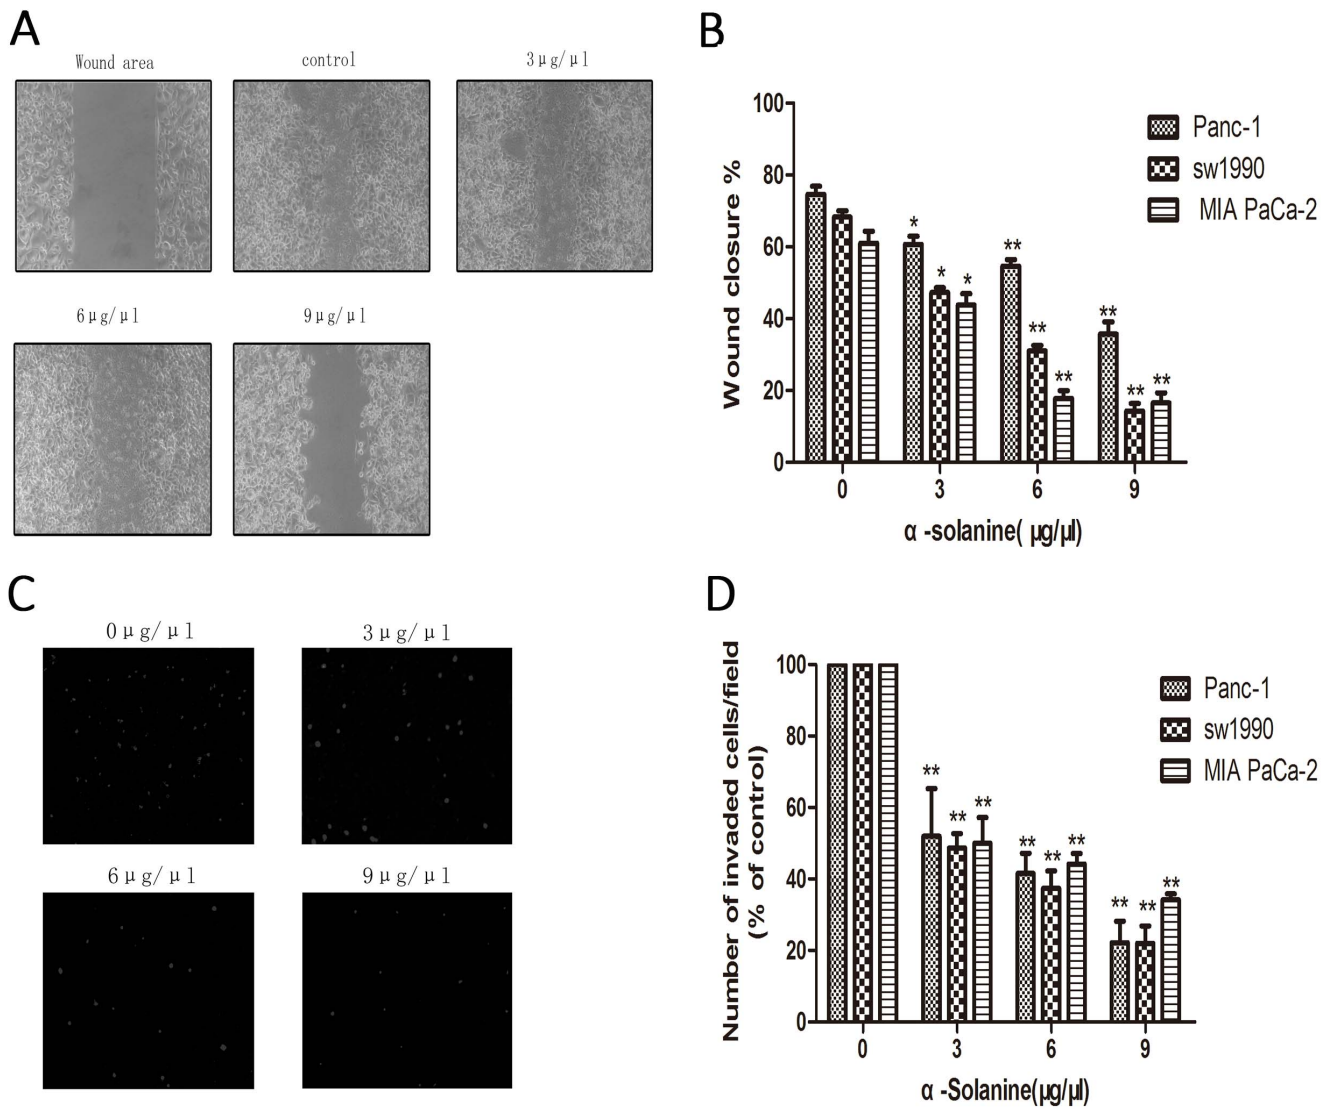 A
Wound area
control
3μg/μl
6μg/μl
9μg/μl
B
Wound closure %
100
80
60
40
20
0
Panc-1
sw1990
MIA PaCa-2
*
*
*
**
**
**
**
**
**
0
3
6
9
α -solanine( μg/μl)
C
0μg/μl
3μg/μl
6μg/μl
9μg/μl
D
Number of invaded cells/field
(% of control)
100
80
60
40
20
0
Panc-1
sw1990
MIA PaCa-2
**
**
**
**
**
**
**
**
**
0
3
6
9
α -Solanine(μg/μl)